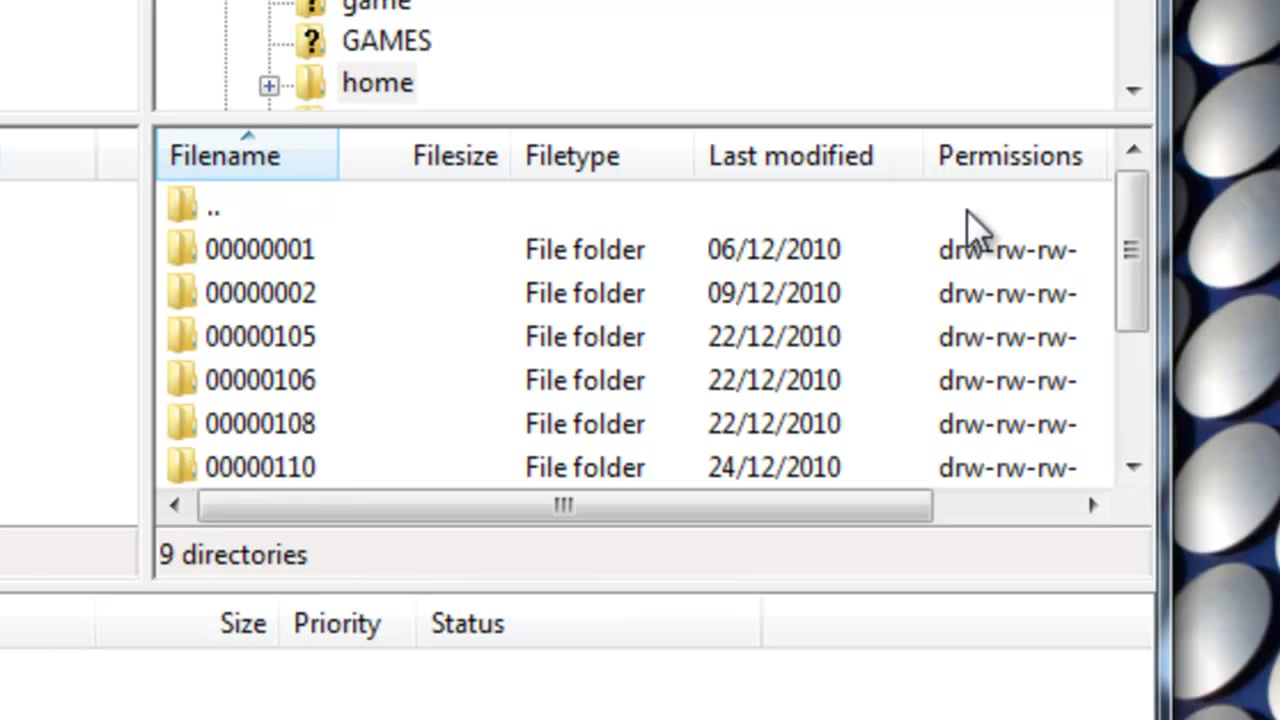 game
GAMES
home
Filename Filesize Filetype Last modified Permissions
..
00000001 File folder 06/12/2010 drw-rw-rw-
00000002 File folder 09/12/2010 drw-rw-rw-
00000105 File folder 22/12/2010 drw-rw-rw-
00000106 File folder 22/12/2010 drw-rw-rw-
00000108 File folder 22/12/2010 drw-rw-rw-
00000110 File folder 24/12/2010 drw-rw-rw-
9 directories
Size Priority Status